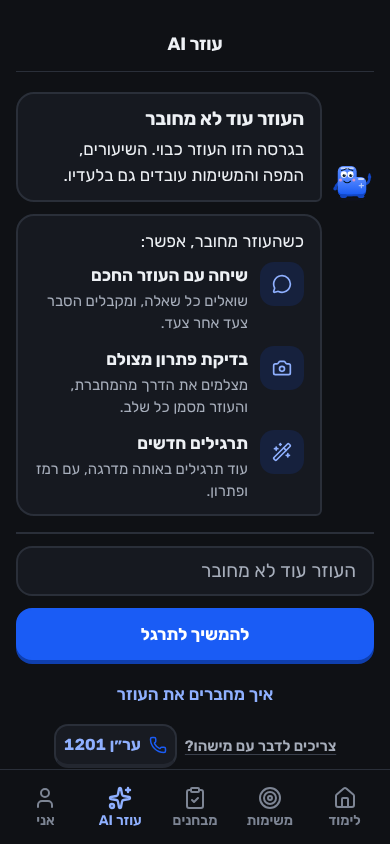 עוזר AI
העוזר עוד לא מחובר
בגרסה הזו העוזר כבוי. השיעורים,
המפה והמשימות עובדים גם בלעדיו.
כשהעוזר מחובר, אפשר:
שיחה עם העוזר החכם
שואלים כל שאלה, ומקבלים הסבר
צעד אחר צעד.
בדיקת פתרון מצולם
מצלמים את הדרך מהמחברת,
והעוזר מסמן כל שלב.
תרגילים חדשים
עוד תרגילים באותה מדרגה, עם רמז
ופתרון.
העוזר עוד לא מחובר
להמשיך לתרגל
איך מחברים את העוזר
צריכים לדבר עם מישהו? ער״ן 1201
לימוד משימות מבחנים עוזר AI אני